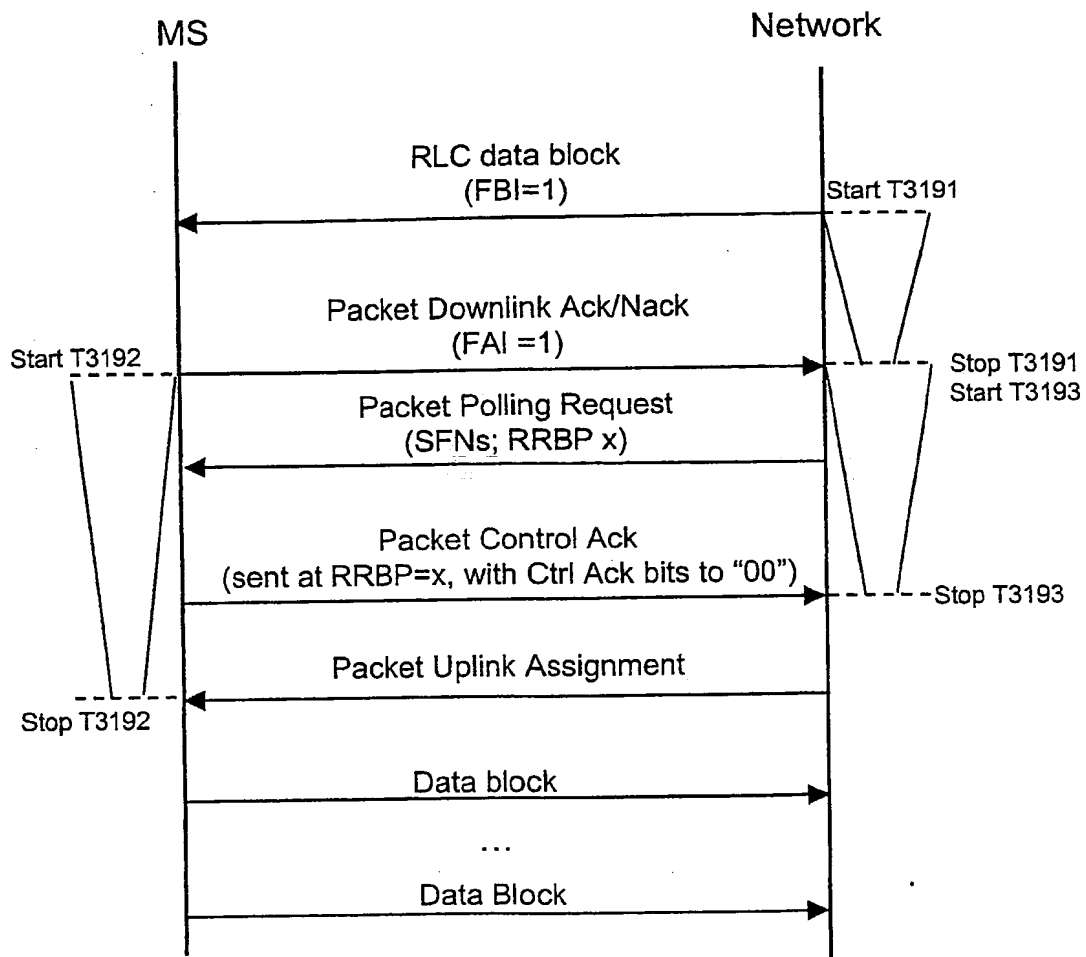 MS
Network
RLC data block
(FBI=1)
Start T3191
Packet Downlink Ack/Nack
(FAI =1)
Start T3192
Stop T3191
Start T3193
Packet Polling Request
(SFNs; RRBP x)
Packet Control Ack
(sent at RRBP=x, with Ctrl Ack bits to “00”)
Stop T3193
Packet Uplink Assignment
Stop T3192
Data block
...
Data Block